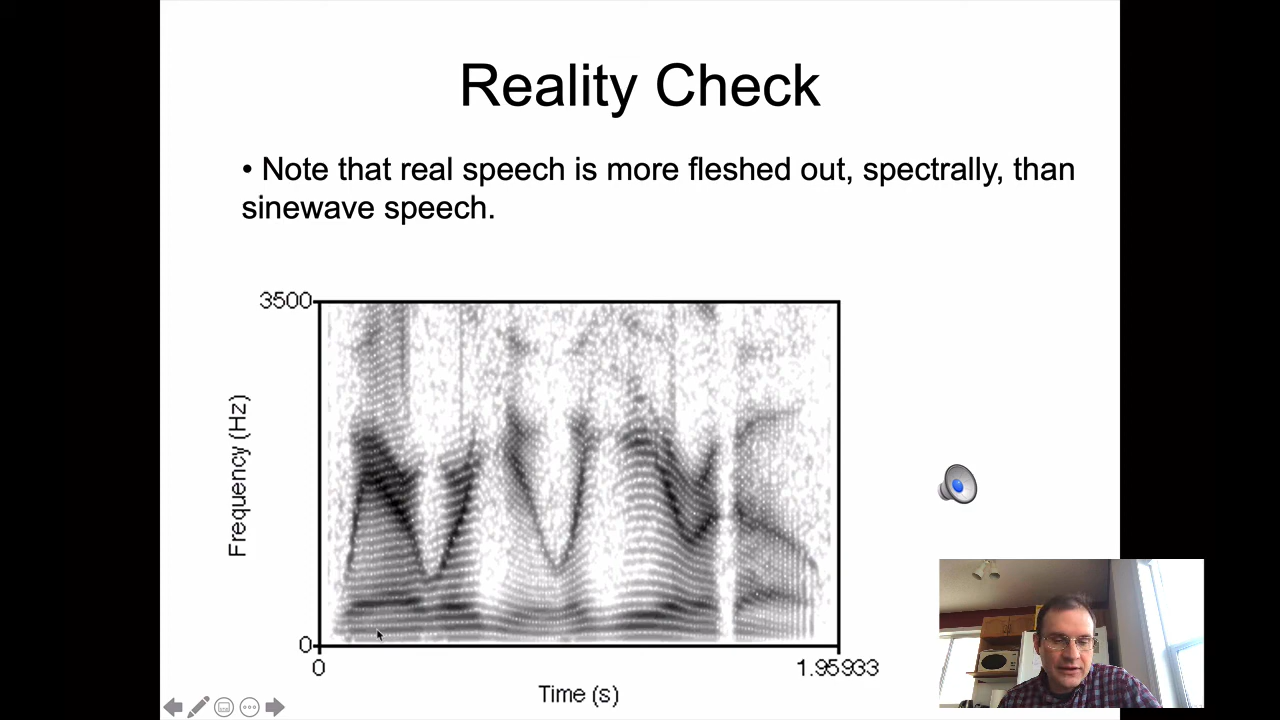 Reality Check
• Note that real speech is more fleshed out, spectrally, than
sinewave speech.
3500
Frequency (Hz)
0
0
1.95933
Time (s)